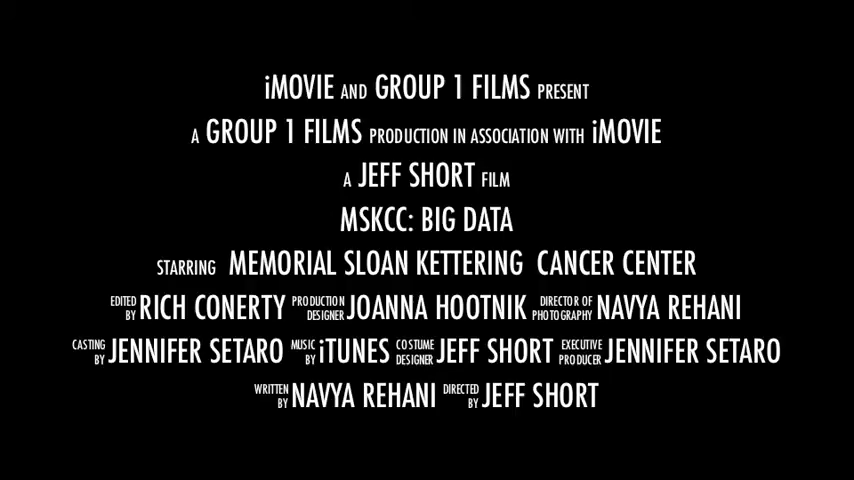 iMOVIE AND GROUP 1 FILMS PRESENT
A GROUP 1 FILMS PRODUCTION IN ASSOCIATION WITH iMOVIE
A JEFF SHORT FILM
MSKCC: BIG DATA
STARRING MEMORIAL SLOAN KETTERING CANCER CENTER
EDITED BY RICH CONERTY PRODUCTION DESIGNER JOANNA HOOTNIK DIRECTOR OF PHOTOGRAPHY NAVYA REHANI
CASTING BY JENNIFER SETARO MUSIC BY iTUNES COSTUME DESIGNER JEFF SHORT EXECUTIVE PRODUCER JENNIFER SETARO
WRITTEN BY NAVYA REHANI DIRECTED BY JEFF SHORT